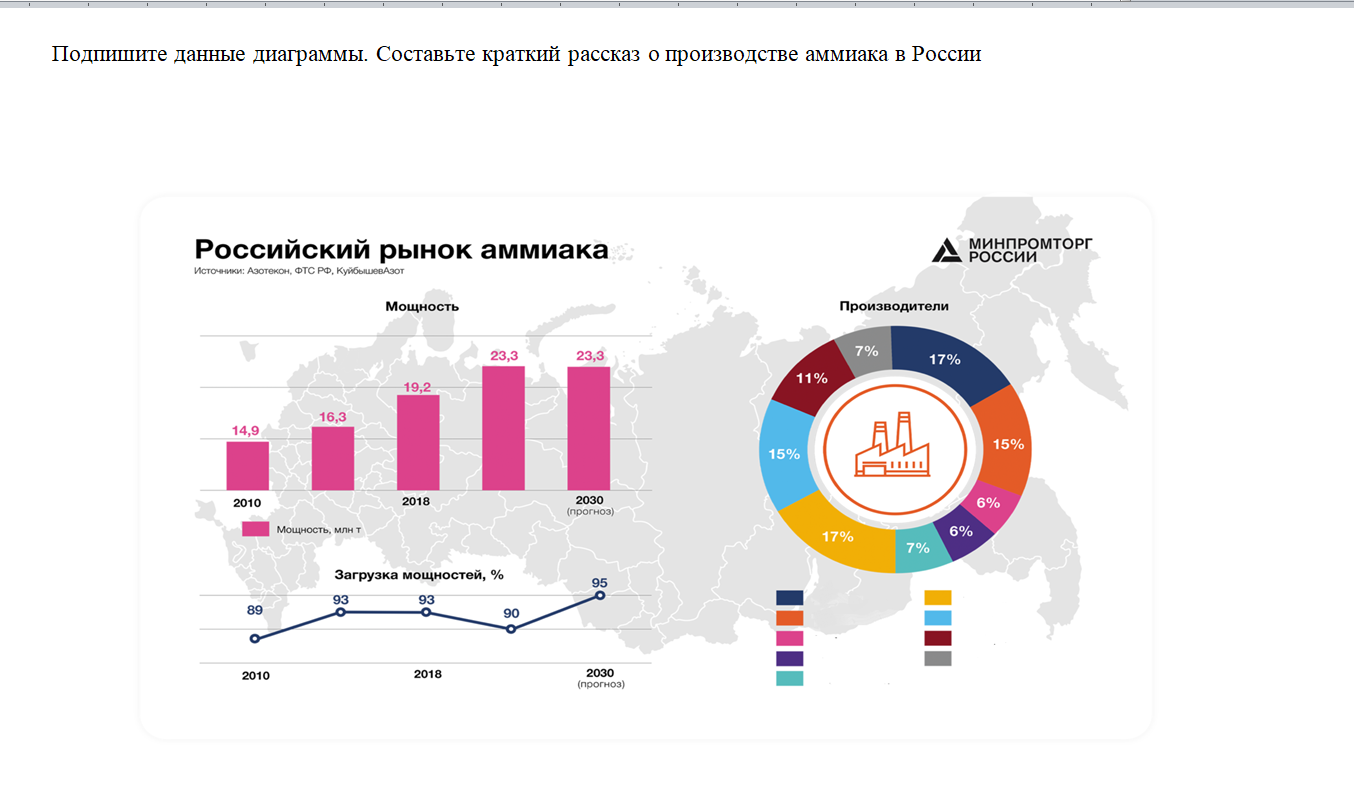 Подпишите данные диаграммы. Составьте краткий рассказ о производстве аммиака в России
Российский рынок аммиака
Источники: Азотекон, ФТС РФ, КуйбышевАзот
МИНПРОМТОРГ
РОССИИ
Мощность
14,9
16,3
19,2
23,3
23,3
2010
2018
2030
(прогноз)
Мощность, млн т
Загрузка мощностей, %
89
93
93
90
95
2010
2018
2030
(прогноз)
Производители
17%
15%
6%
6%
7%
17%
15%
11%
7%